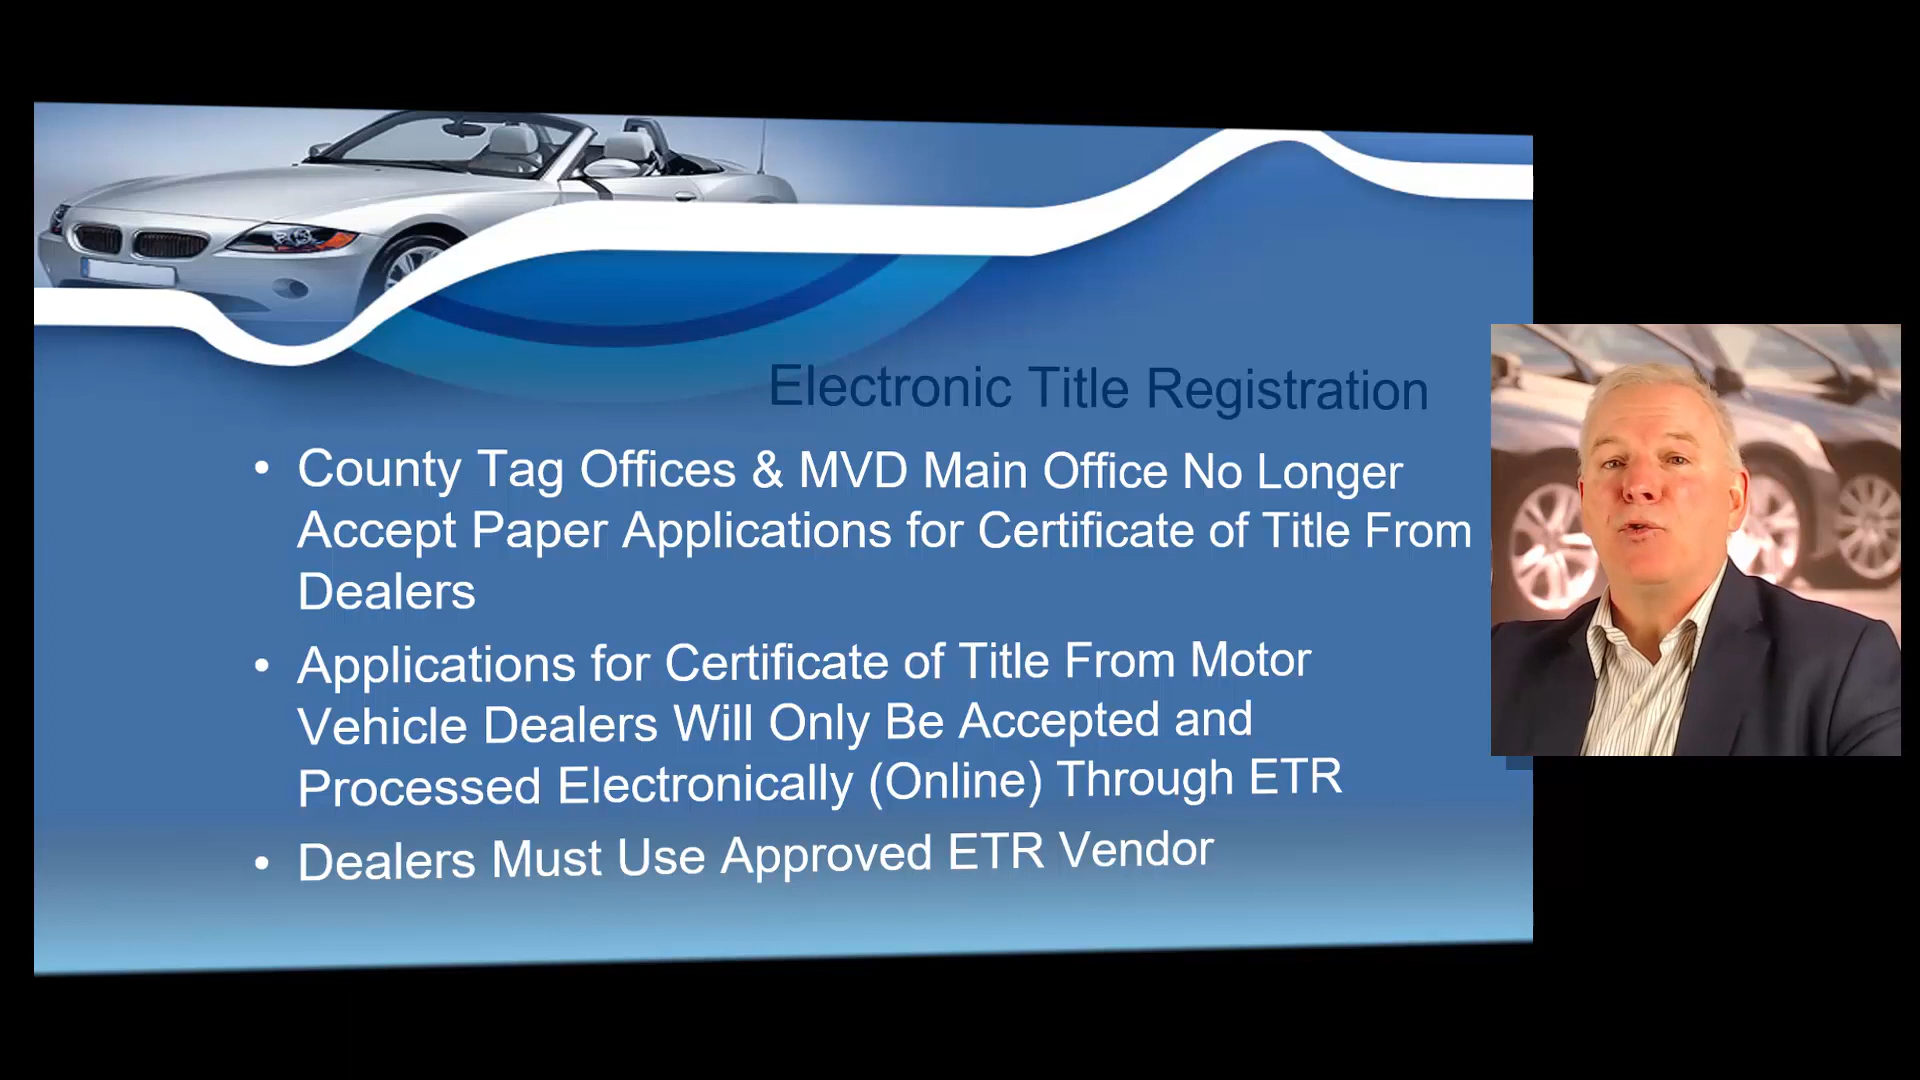 Electronic Title Registration
• County Tag Offices & MVD Main Office No Longer
Accept Paper Applications for Certificate of Title From
Dealers
• Applications for Certificate of Title From Motor
Vehicle Dealers Will Only Be Accepted and
Processed Electronically (Online) Through ETR
• Dealers Must Use Approved ETR Vendor